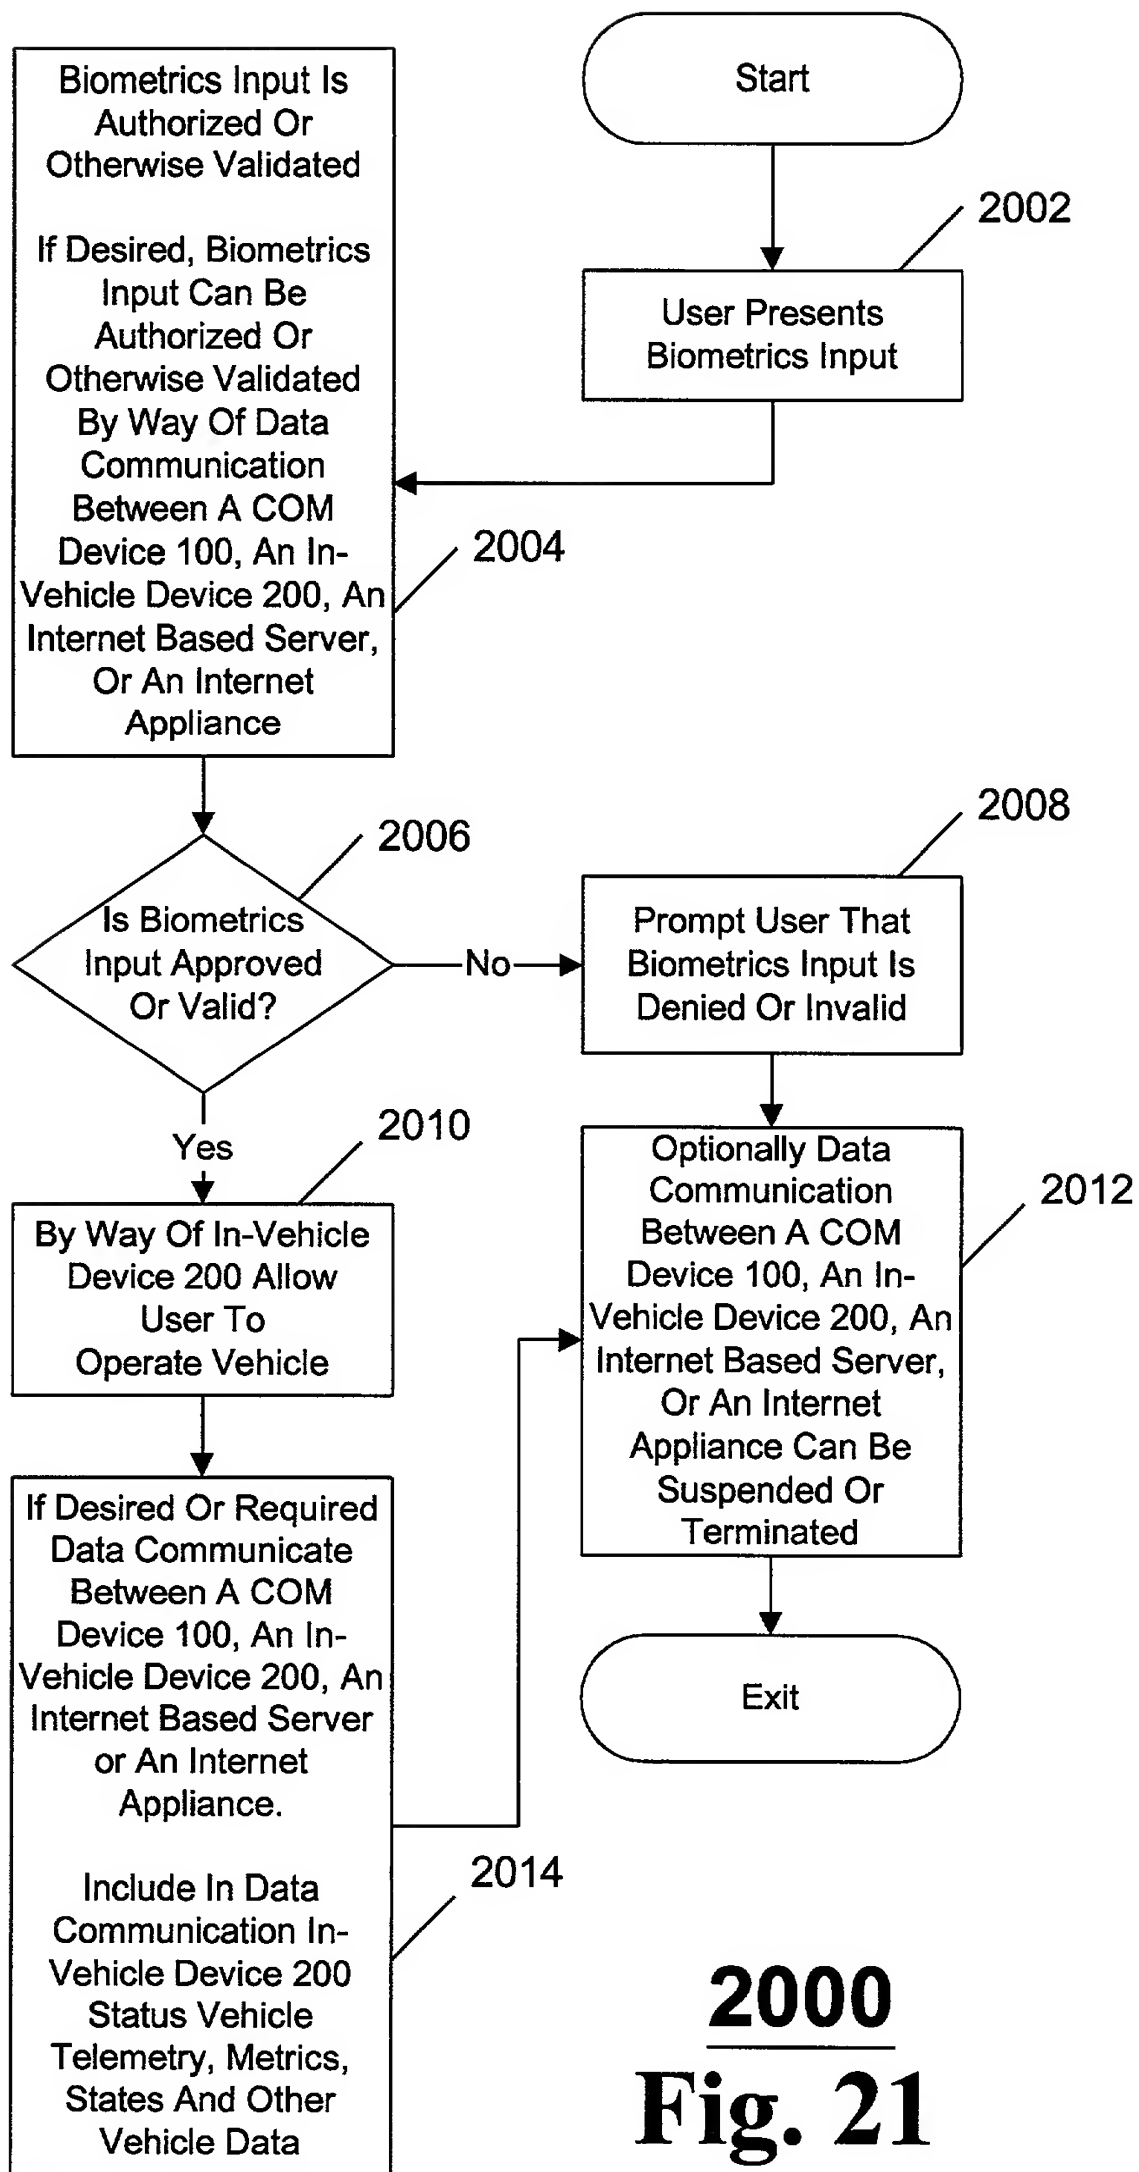 Start
2002
User Presents
Biometrics Input
Biometrics Input Is
Authorized Or
Otherwise Validated
If Desired, Biometrics
Input Can Be
Authorized Or
Otherwise Validated
By Way Of Data
Communication
Between A COM
Device 100, An In-
Vehicle Device 200, An
Internet Based Server,
Or An Internet
Appliance
2004
2006
Is Biometrics
Input Approved
Or Valid?
No
2008
Prompt User That
Biometrics Input Is
Denied Or Invalid
Yes
2010
By Way Of In-Vehicle
Device 200 Allow
User To
Operate Vehicle
Optionally Data
Communication
Between A COM
Device 100, An In-
Vehicle Device 200, An
Internet Based Server,
Or An Internet
Appliance Can Be
Suspended Or
Terminated
2012
If Desired Or Required
Data Communicate
Between A COM
Device 100, An In-
Vehicle Device 200, An
Internet Based Server
or An Internet
Appliance.
Include In Data
Communication In-
Vehicle Device 200
Status Vehicle
Telemetry, Metrics,
States And Other
Vehicle Data
2014
Exit
2000
Fig. 21